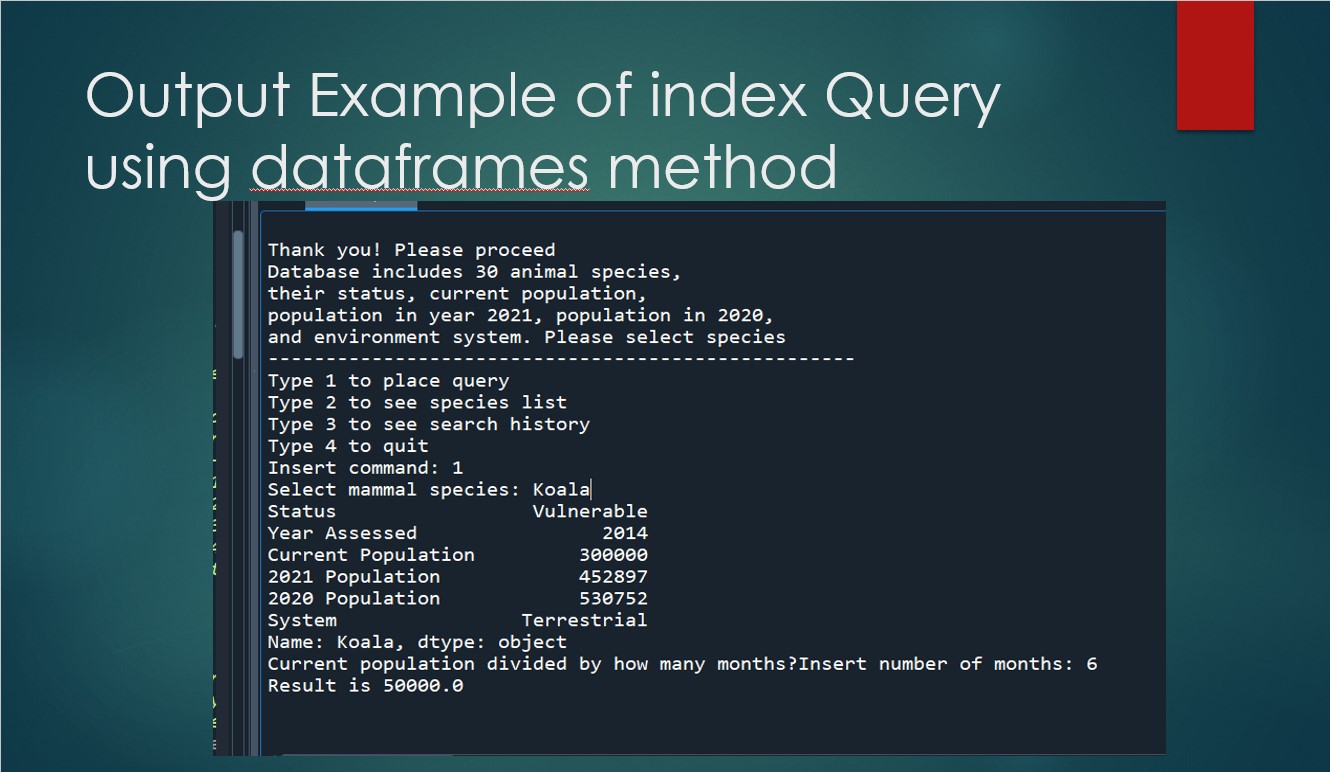 Output Example of index Query
using dataframes method
Thank you! Please proceed
Database includes 30 animal species,
their status, current population,
population in year 2021, population in 2020,
and environment system. Please select species
---------------------------------------------------
Type 1 to place query
Type 2 to see species list
Type 3 to see search history
Type 4 to quit
Insert command: 1
Select mammal species: Koala
Status                 Vulnerable
Year Assessed                2014
Current Population         300000
2021 Population            452897
2020 Population            530752
System                Terrestrial
Name: Koala, dtype: object
Current population divided by how many months?Insert number of months: 6
Result is 50000.0